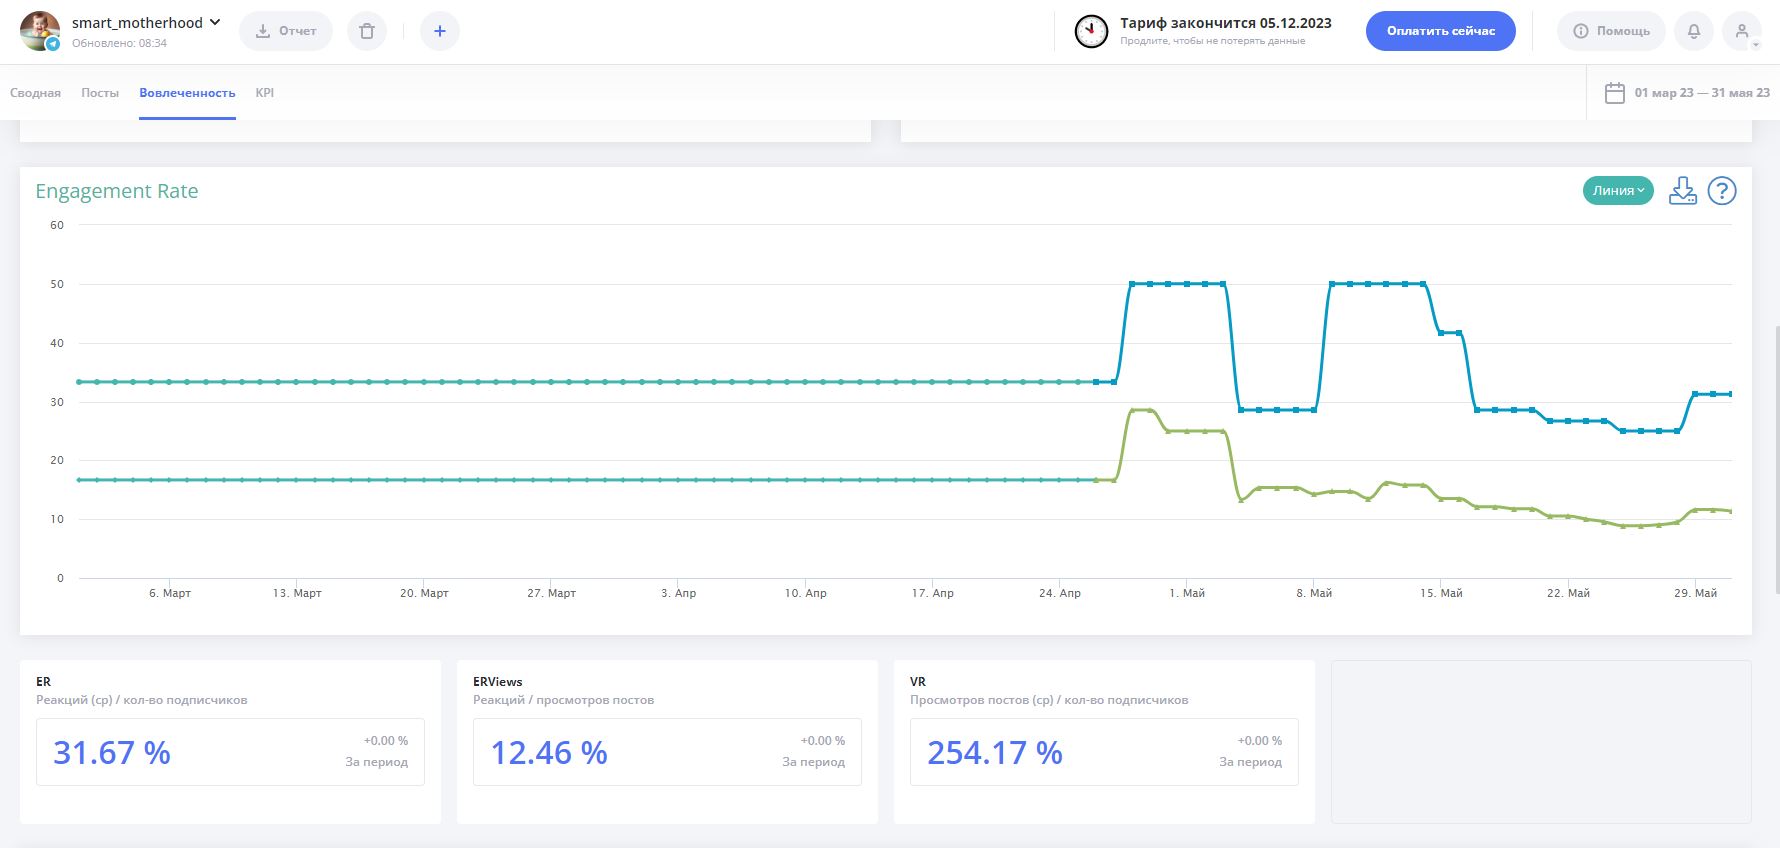 smart_motherhood
Обновлено: 08:34
Отчет
Тариф закончится 05.12.2023
Продлите, чтобы не потерять данные
Оплатить сейчас
Помощь
Сводная
Посты
Вовлеченность
KPI
01 мар 23 — 31 мая 23
Engagement Rate
Линия
60
50
40
30
20
10
0
6. Март
13. Март
20. Март
27. Март
3. Апр
10. Апр
17. Апр
24. Апр
1. Май
8. Май
15. Май
22. Май
29. Май
ER
Реакций (ср) / кол-во подписчиков
31.67 %
+0.00 %
За период
ERViews
Реакций / просмотров постов
12.46 %
+0.00 %
За период
VR
Просмотров постов (ср) / кол-во подписчиков
254.17 %
+0.00 %
За период